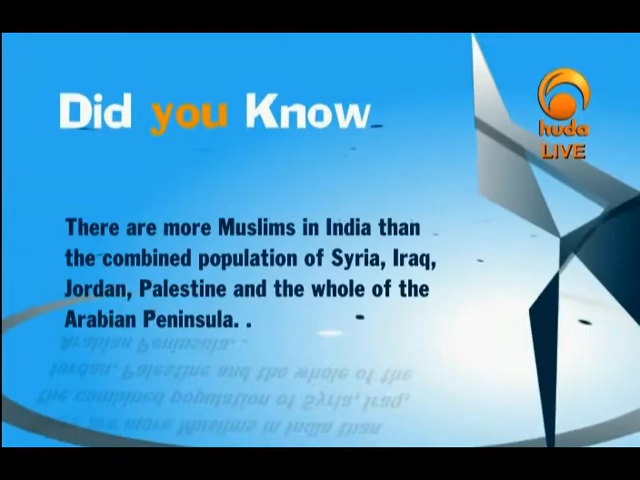 Did you Know
huda
LIVE
There are more Muslims in India than
the combined population of Syria, Iraq,
Jordan, Palestine and the whole of the
Arabian Peninsula. .